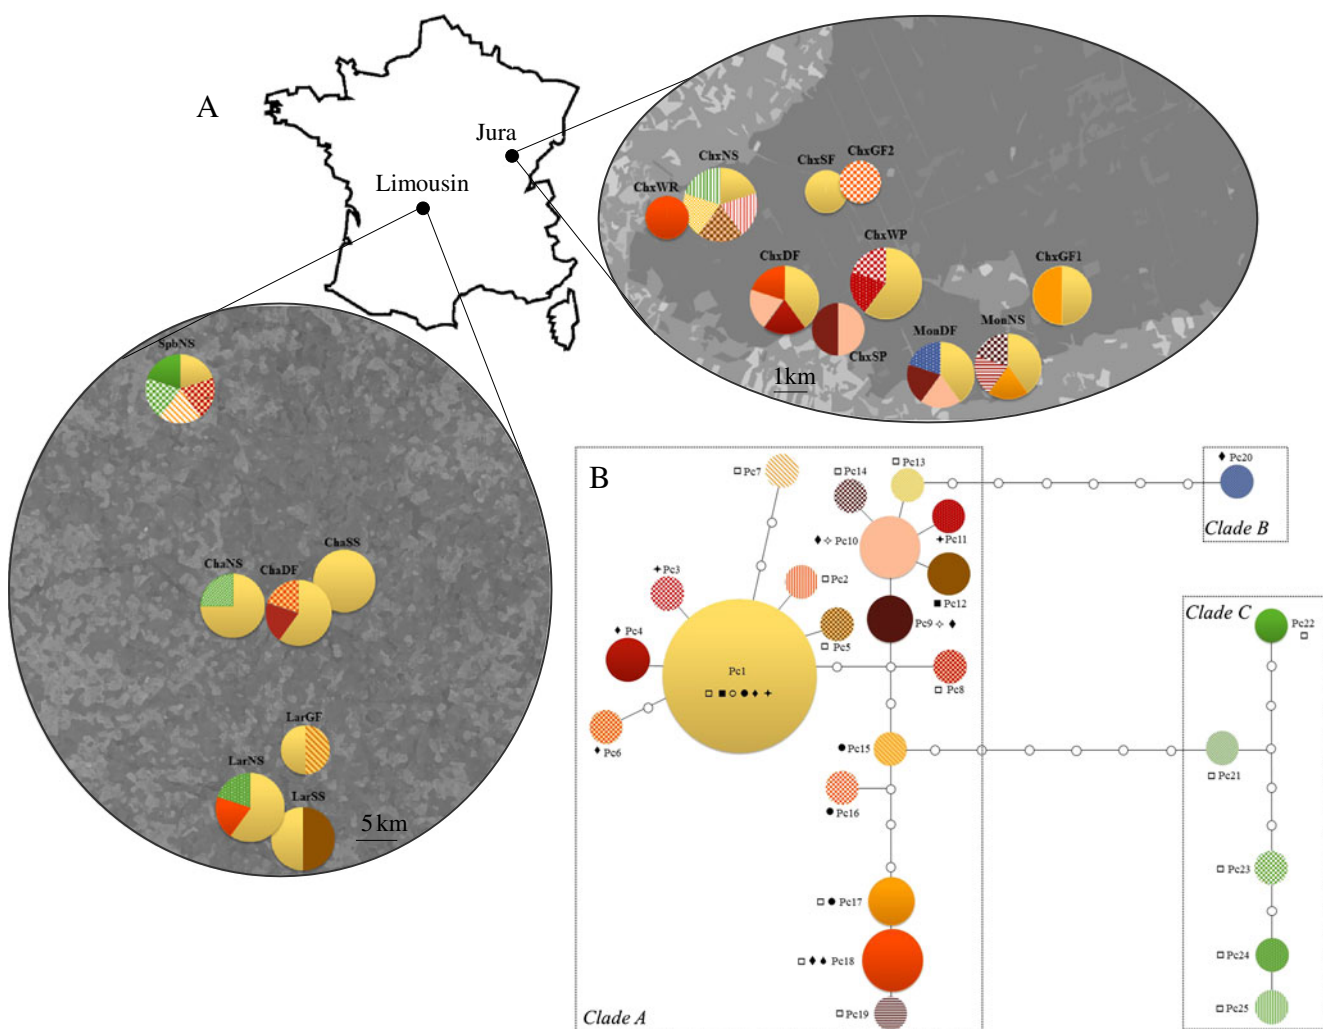 A
Jura
Limousin
ChxWR
ChxNS
ChxSF
ChxGF2
ChxDF
ChxWP
ChxGF1
ChxSP
MonDF
MonNS
1km
SpbNS
ChaNS
ChaDF
ChaSS
LarGF
LarNS
LarSS
5 km
B
□ Pc7
□ Pc14
□ Pc13
♦ Pc20
Clade B
✦ Pc3
□ Pc2
♦ ✧ Pc10
✦ Pc11
■ Pc12
♦ Pc4
□ Pc5
Pc9 ✧ ♦
Clade C
Pc22
□
Pc1
□ ■ ○ ● ♦ ✦
□ Pc8
♦ Pc6
● Pc15
□ Pc21
● Pc16
□ Pc23
□ ● Pc17
□ ♦ ♠ Pc18
□ Pc24
□ Pc19
□ Pc25
Clade A